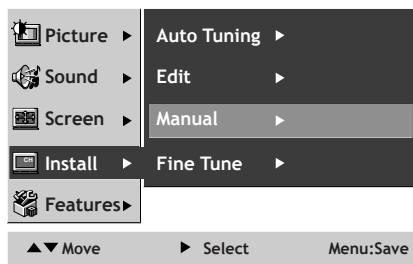 Picture ▶
Sound ▶
Screen ▶
CH
Install ▶
Features▶
Auto Tuning ▶
Edit ▶
Manual ▶
Fine Tune ▶
▲▼ Move ▶ Select Menu:Save